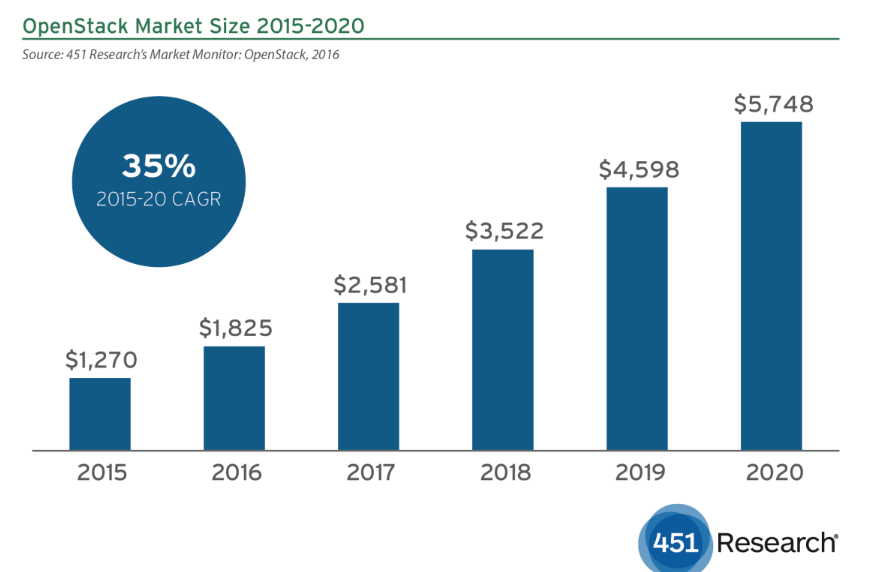 OpenStack Market Size 2015-2020
Source: 451 Research's Market Monitor: OpenStack, 2016
35%
2015-20 CAGR
$1,270
$1,825
$2,581
$3,522
$4,598
$5,748
2015 2016 2017 2018 2019 2020
451 Research®